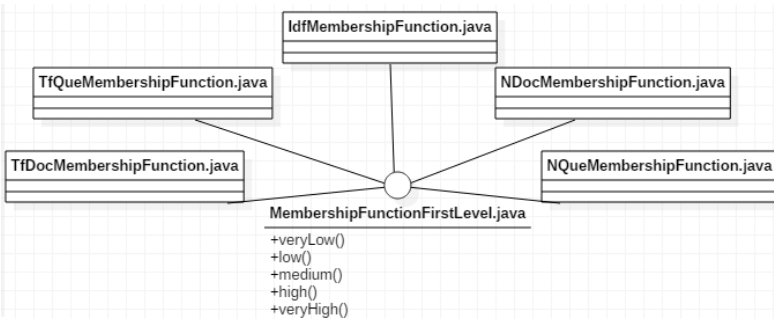 IdfMembershipFunction.java
TfQueMembershipFunction.java
NDocMembershipFunction.java
TfDocMembershipFunction.java
NQueMembershipFunction.java
MembershipFunctionFirstLevel.java
+veryLow()
+low()
+medium()
+high()
+veryHigh()